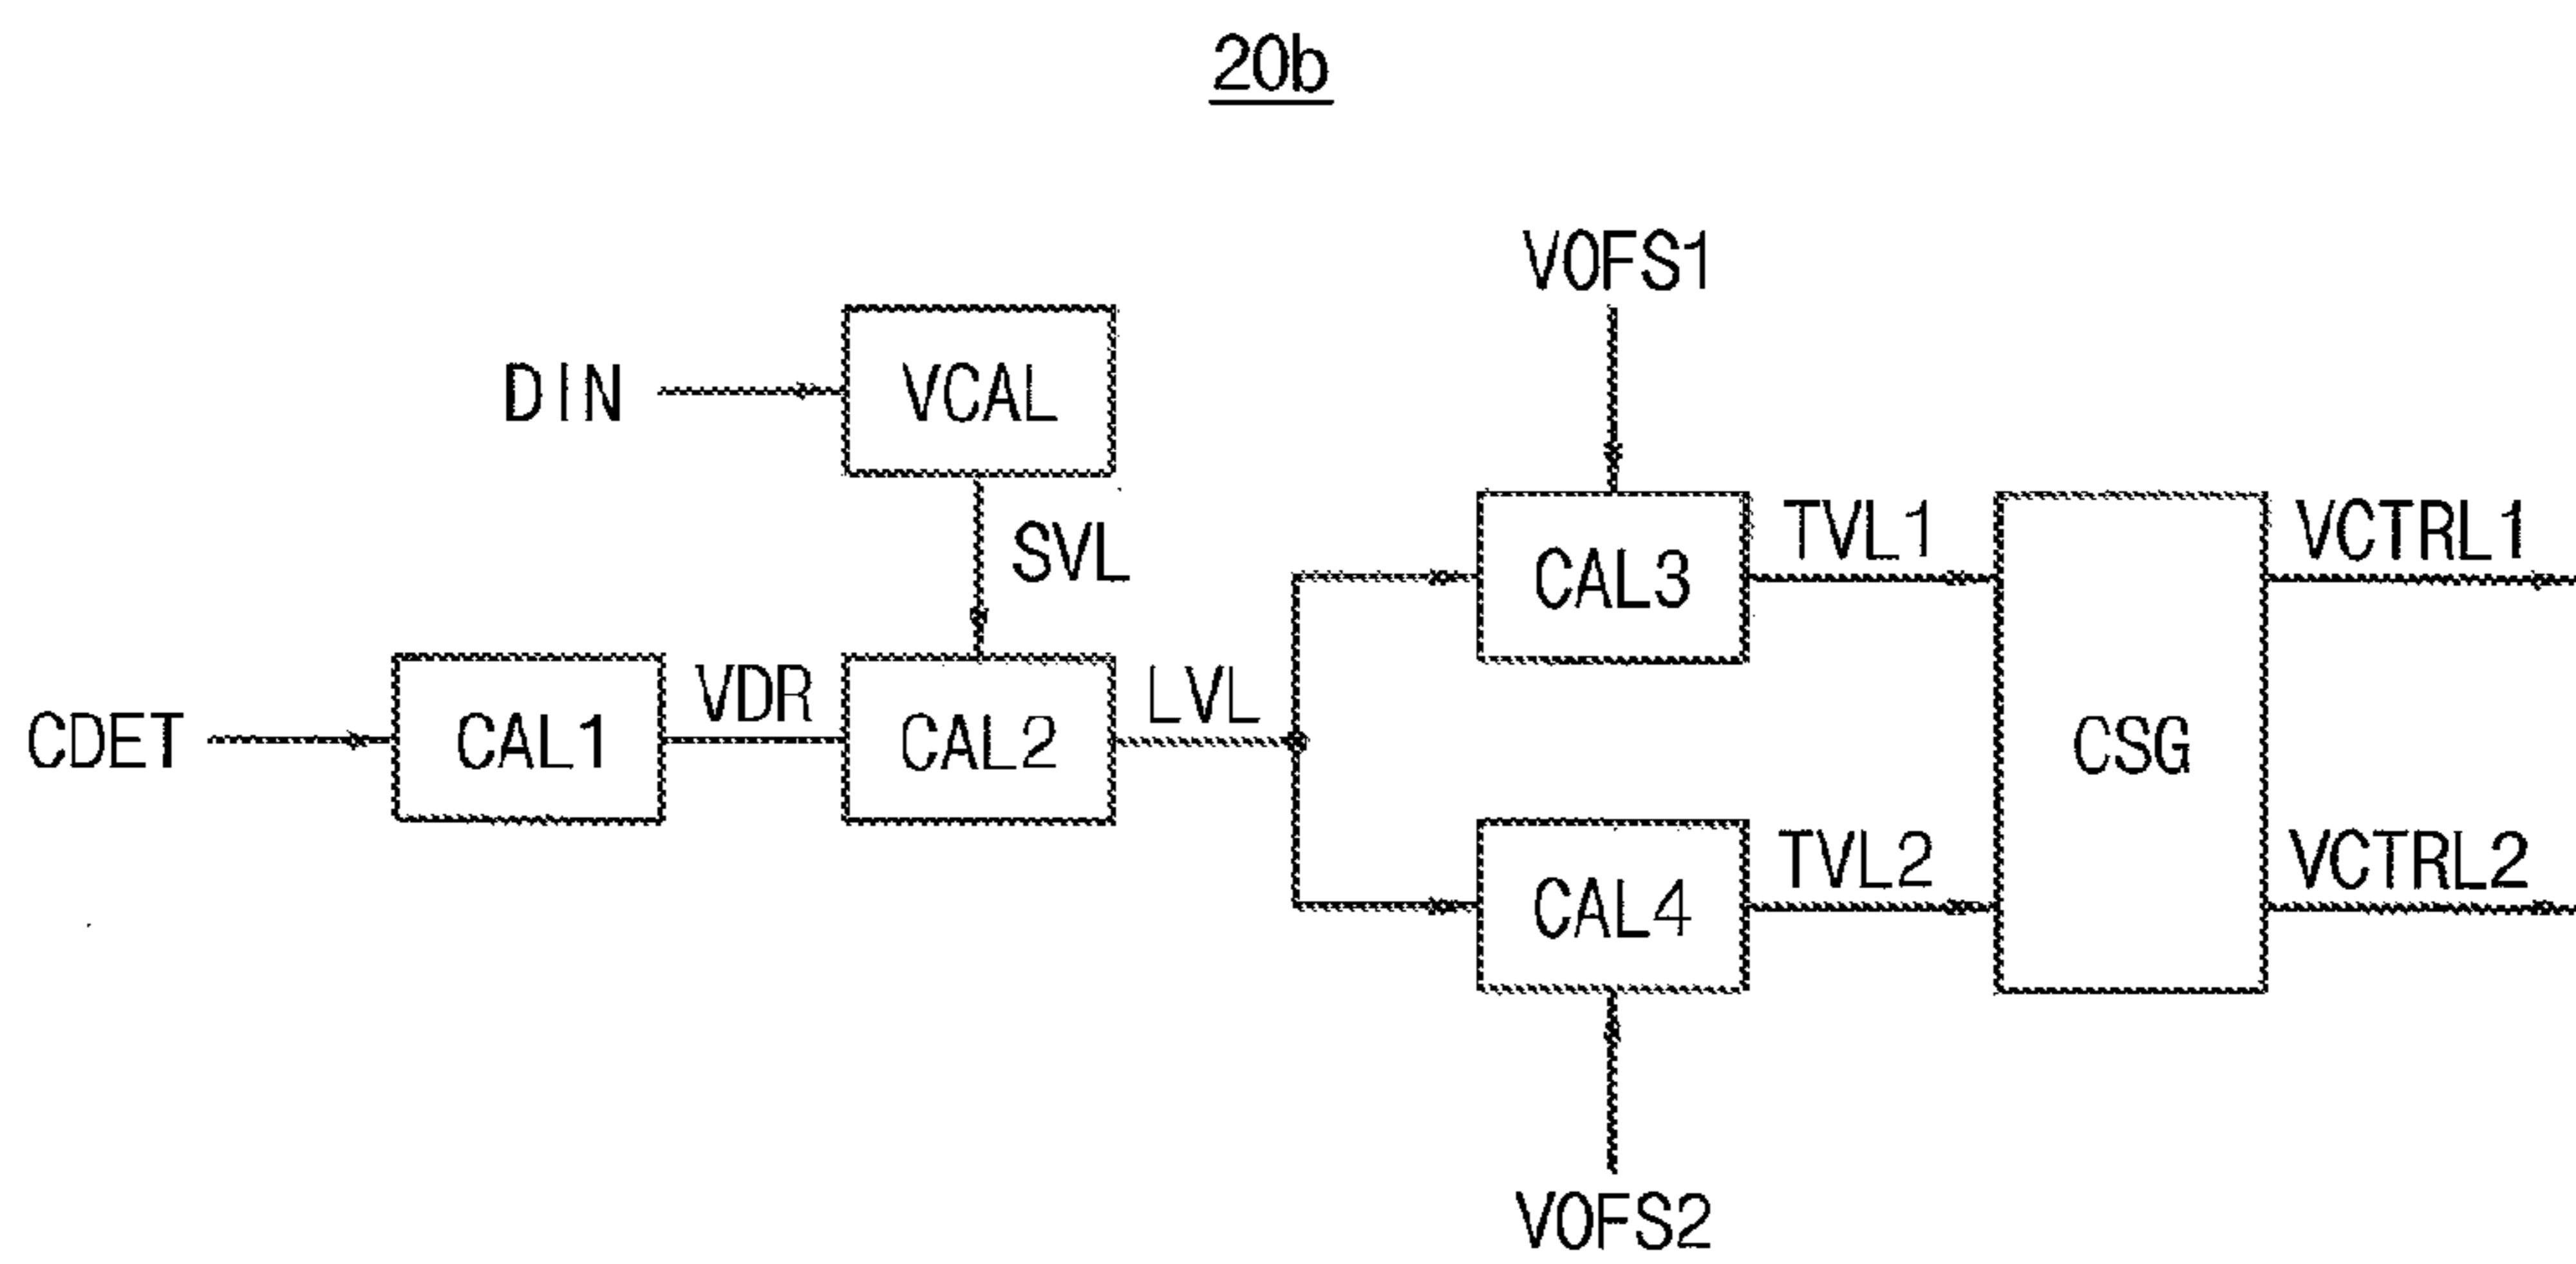 20b
VOFS1
DIN
VCAL
SVL
CAL3
TVL1
VCTRL1
CDET
CAL1
VDR
CAL2
LVL
CSG
CAL4
TVL2
VCTRL2
VOFS2